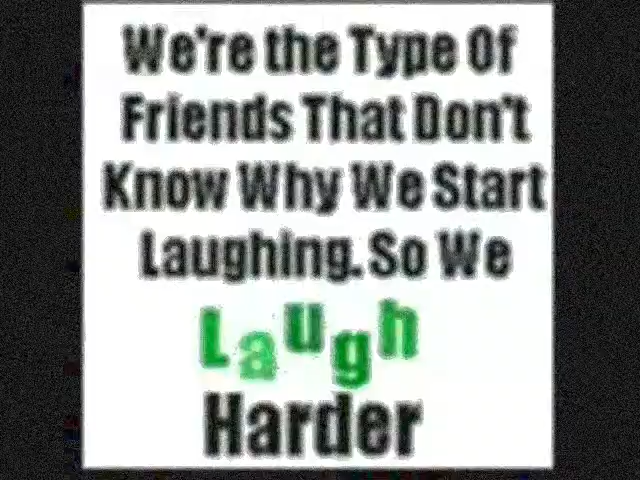 We're the Type Of
Friends That Don't
Know Why We Start
Laughing. So We
Laugh
Harder